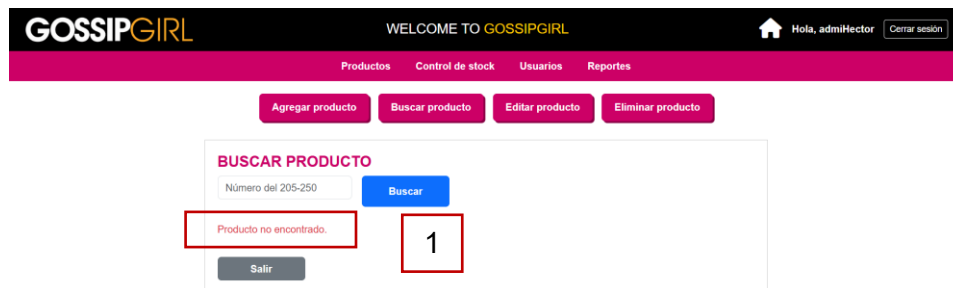 GOSSIPGIRL WELCOME TO GOSSIPGIRL Hola, admiHector Cerrar sesión
Productos Control de stock Usuarios Reportes
Agregar producto Buscar producto Editar producto Eliminar producto
BUSCAR PRODUCTO
Número del 205-250 Buscar
Producto no encontrado.
1
Salir